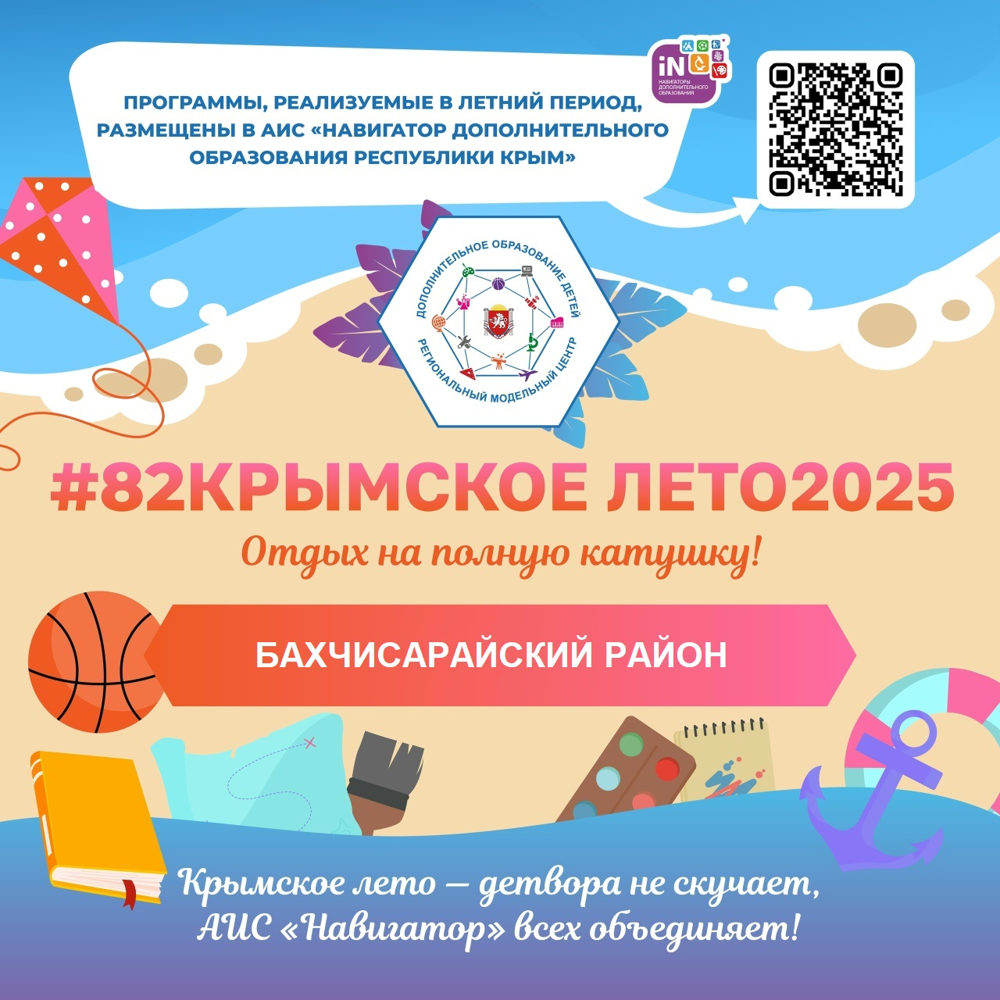 ПРОГРАММЫ, РЕАЛИЗУЕМЫЕ В ЛЕТНИЙ ПЕРИОД,
РАЗМЕЩЕНЫ В АИС «НАВИГАТОР ДОПОЛНИТЕЛЬНОГО
ОБРАЗОВАНИЯ РЕСПУБЛИКИ КРЫМ»
iN
НАВИГАТОРЫ
ДОПОЛНИТЕЛЬНОГО
ОБРАЗОВАНИЯ
ДОПОЛНИТЕЛЬНОЕ ОБРАЗОВАНИЕ ДЕТЕЙ
РЕГИОНАЛЬНЫЙ МОДЕЛЬНЫЙ ЦЕНТР
#82КРЫМСКОЕ ЛЕТО2025
Отдых на полную катушку!
БАХЧИСАРАЙСКИЙ РАЙОН
Крымское лето – детвора не скучает,
АИС «Навигатор» всех объединяет!